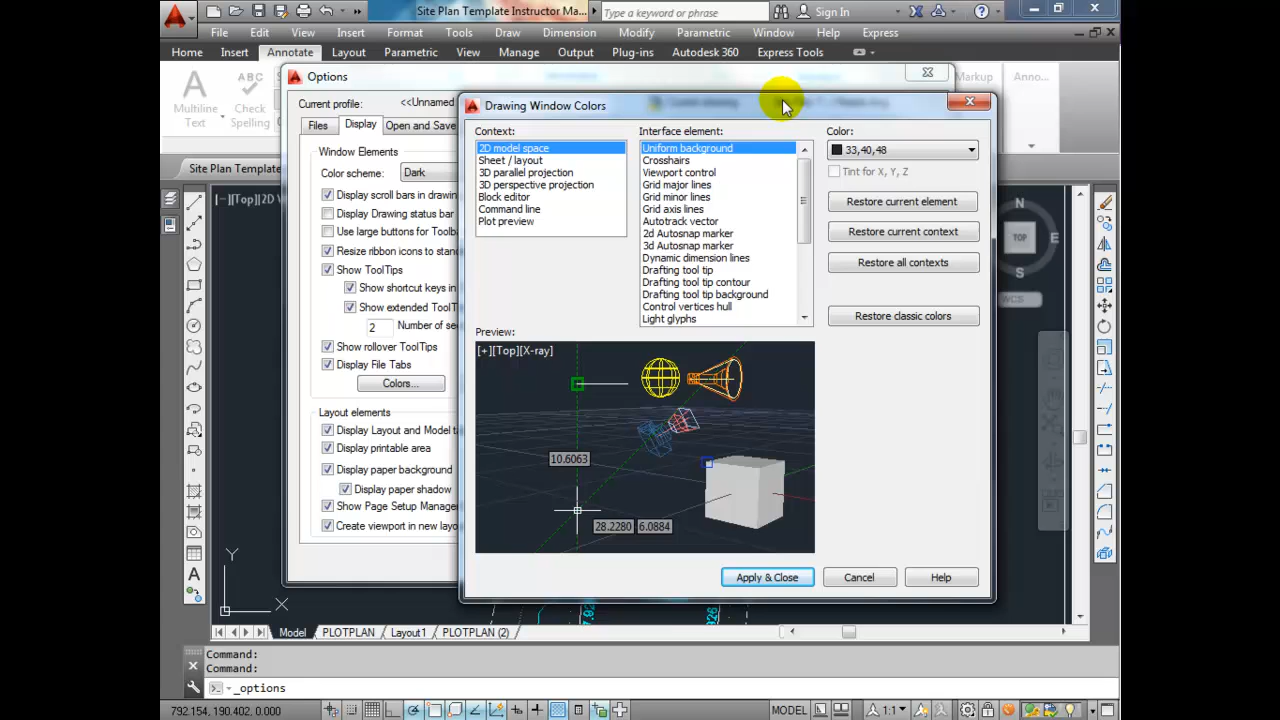 Site Plan Template Instructor Ma...
Type a keyword or phrase
Sign In
File Edit View Insert Format Tools Draw Dimension Modify Parametric Window Help Express
Home Insert Annotate Layout Parametric View Manage Output Plug-ins Autodesk 360 Express Tools
Multiline
Text
Check
Spelling
Markup
Anno...
Options
Current profile:
<<Unnamed
Files Display Open and Save
Window Elements
Color scheme: Dark
Display scroll bars in drawin
Display Drawing status bar
Use large buttons for Toolba
Resize ribbon icons to stand
Show ToolTips
Show shortcut keys in
Show extended ToolT
2 Number of se
Show rollover ToolTips
Display File Tabs
Colors...
Layout elements
Display Layout and Model ta
Display printable area
Display paper background
Display paper shadow
Show Page Setup Manager
Create viewport in new layo
Drawing Window Colors
Context:
2D model space
Sheet / layout
3D parallel projection
3D perspective projection
Block editor
Command line
Plot preview
Interface element:
Uniform background
Crosshairs
Viewport control
Grid major lines
Grid minor lines
Grid axis lines
Autotrack vector
2d Autosnap marker
3d Autosnap marker
Dynamic dimension lines
Drafting tool tip
Drafting tool tip contour
Drafting tool tip background
Control vertices hull
Light glyphs
Color:
33,40,48
Tint for X, Y, Z
Restore current element
Restore current context
Restore all contexts
Restore classic colors
Preview:
[+][Top][X-ray]
10.6063
28.2280 6.0884
Apply & Close Cancel Help
Site Plan Template
[−][Top][2D
N
TOP
E
S
WCS
Y
X
Model PLOTPLAN Layout1 PLOTPLAN (2)
Command:
Command:
_options
792.154, 190.402, 0.000
MODEL
1:1